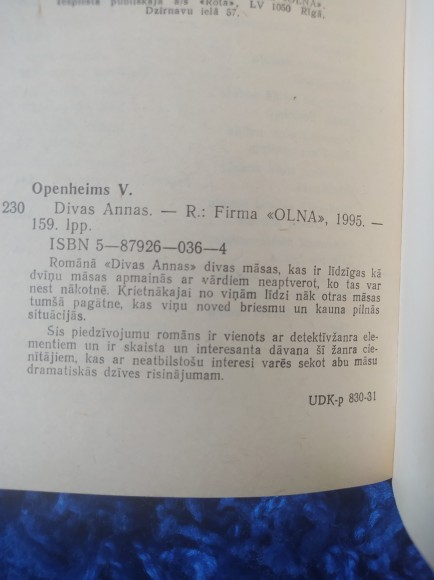 publicēta a/s «Rota», LV 1050 Rīgā,
Dzirnavu ielā 57.
Openheims V.
230 Divas Annas. — R.: Firma «OLNA», 1995. —
159. lpp.
ISBN 5—87926—036—4
Romānā «Divas Annas» divas māsas, kas ir līdzīgas kā
dvīņu māsas apmainās ar vārdiem neaptverot, ko tas var
nest nākotnē. Krietnākajai no viņām līdzi nāk otras māsas
tumšā pagātne, kas viņu noved briesmu un kauna pilnās
situācijās.
Sis piedzīvojumu romāns ir vienots ar detektīvžanra ele-
mentiem un ir skaista un interesanta dāvana šī žanra cie-
nītājiem, kas ar neatbilstošu interesi varēs sekot abu māsu
dramatiskās dzīves risinājumam.
UDK-p 830-31